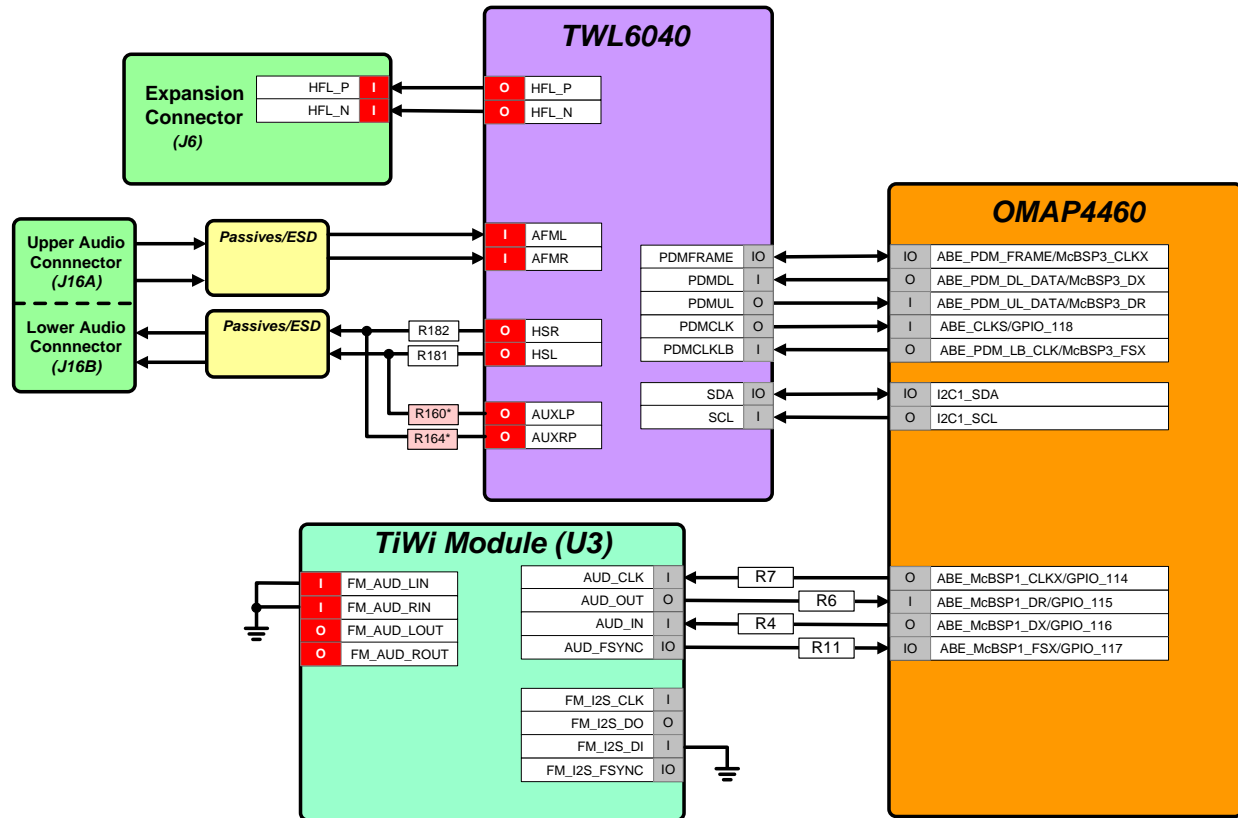 TWL6040
Expansion
Connector
(J6)
HFL_P I
HFL_N I
O HFL_P
O HFL_N
OMAP4460
Upper Audio
Connnector
(J16A)
Lower Audio
Connnector
(J16B)
Passives/ESD
Passives/ESD
I AFML
I AFMR
R182
R181
O HSR
O HSL
R160*
R164*
O AUXLP
O AUXRP
PDMFRAME IO
PDMDL I
PDMUL O
PDMCLK O
PDMCLKLB I
SDA IO
SCL I
IO ABE_PDM_FRAME/McBSP3_CLKX
O ABE_PDM_DL_DATA/McBSP3_DX
I ABE_PDM_UL_DATA/McBSP3_DR
I ABE_CLKS/GPIO_118
O ABE_PDM_LB_CLK/McBSP3_FSX
IO I2C1_SDA
O I2C1_SCL
TiWi Module (U3)
I FM_AUD_LIN
I FM_AUD_RIN
O FM_AUD_LOUT
O FM_AUD_ROUT
AUD_CLK I
AUD_OUT O
AUD_IN I
AUD_FSYNC IO
R7
R6
R4
R11
O ABE_McBSP1_CLKX/GPIO_114
I ABE_McBSP1_DR/GPIO_115
O ABE_McBSP1_DX/GPIO_116
IO ABE_McBSP1_FSX/GPIO_117
FM_I2S_CLK I
FM_I2S_DO O
FM_I2S_DI I
FM_I2S_FSYNC IO